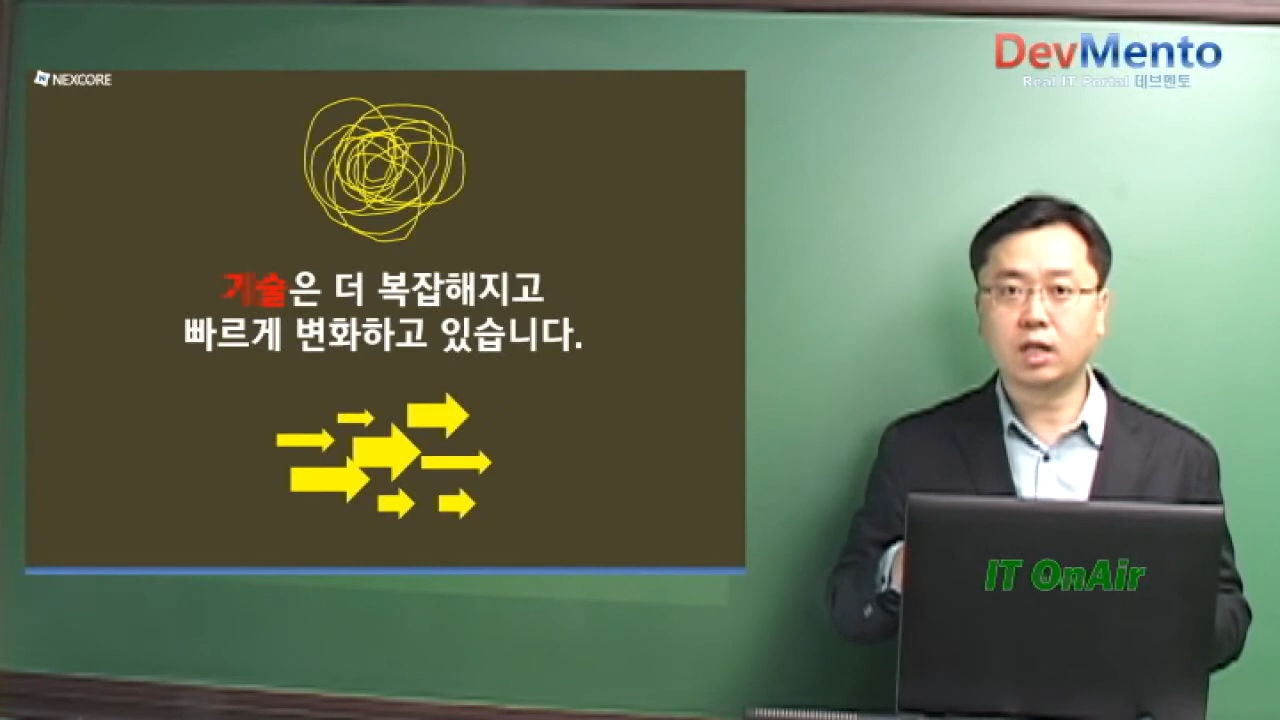 DevMento
Real IT Portal 데브멘토
NEXCORE
기술은 더 복잡해지고
빠르게 변화하고 있습니다.
IT OnAir